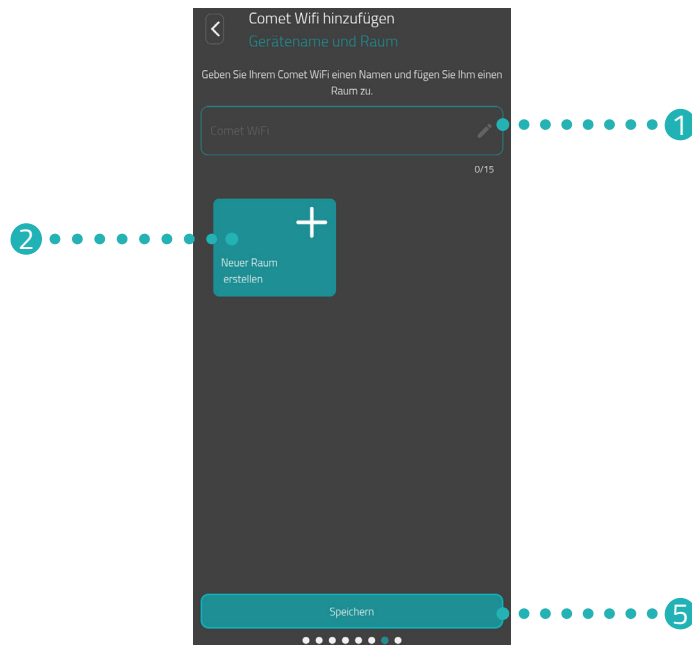 Comet Wifi hinzufügen
Gerätename und Raum
Geben Sie Ihrem Comet WiFi einen Namen und fügen Sie Ihm einen
Raum zu.
Comet WiFi
1
0/15
2
Neuer Raum
erstellen
Speichern
5